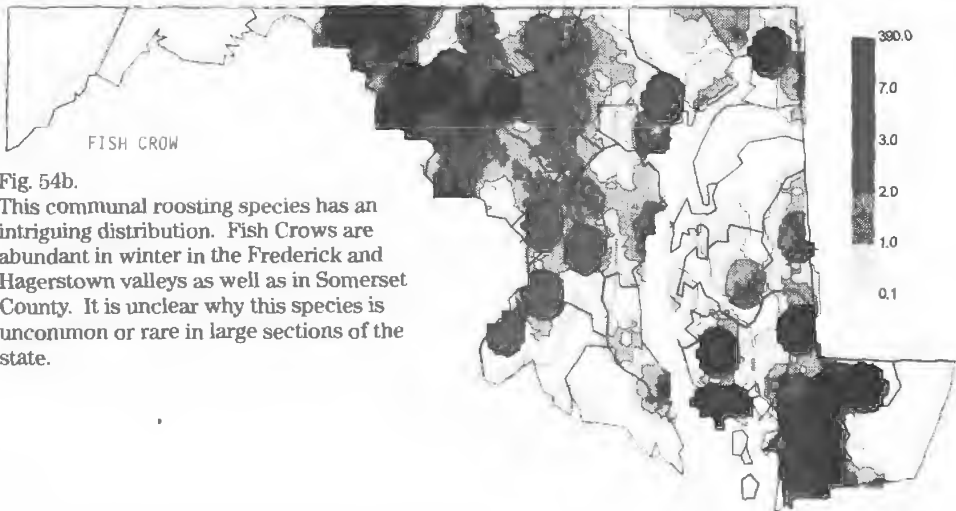 FISH CROW
Fig. 54b.
This communal roosting species has an
intriguing distribution. Fish Crows are
abundant in winter in the Frederick and
Hagerstown valleys as well as in Somerset
County. It is unclear why this species is
uncommon or rare in large sections of the
state.
390.0
7.0
3.0
2.0
1.0
0.1